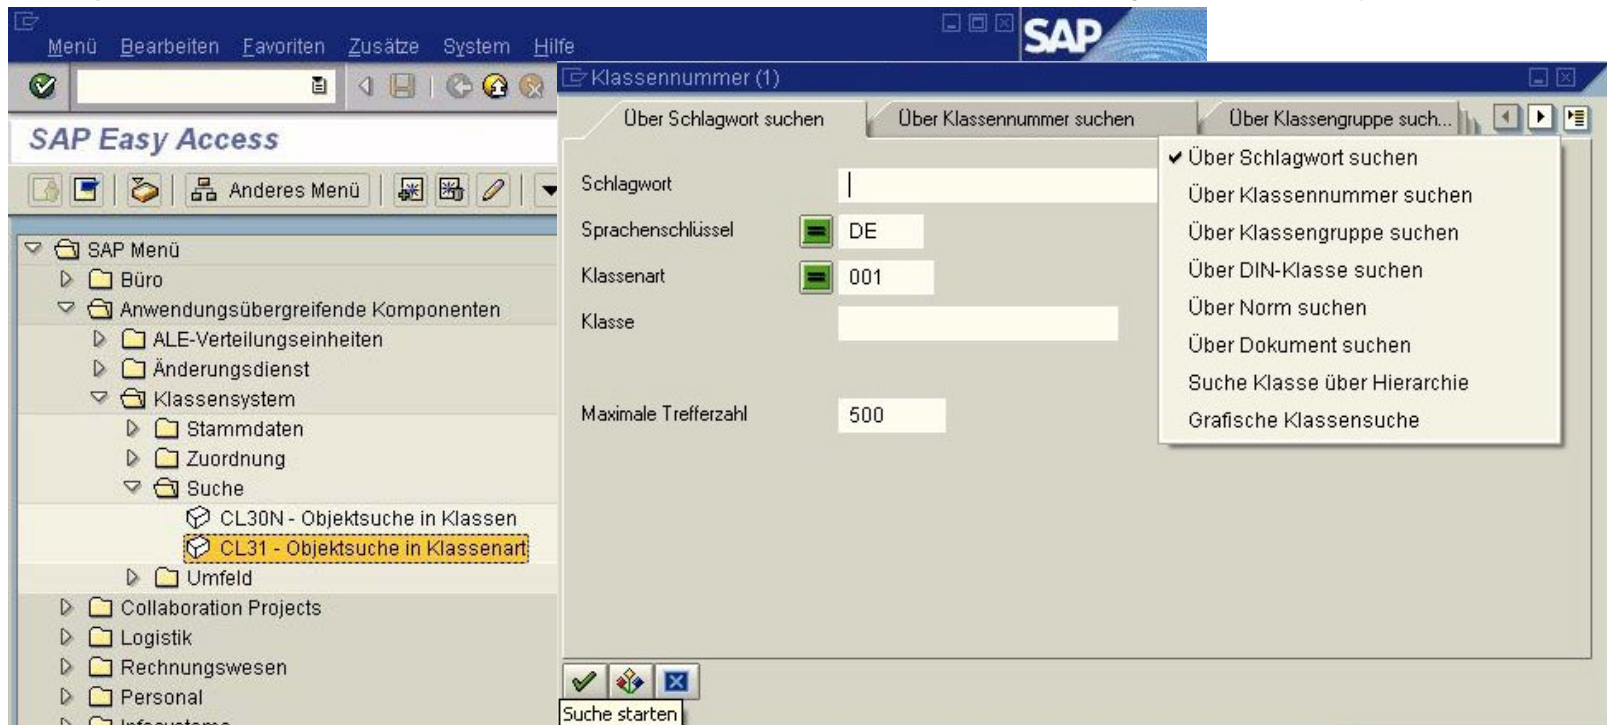 Menü Bearbeiten Favoriten Zusätze System Hilfe
SAP
SAP Easy Access
Anderes Menü
SAP Menü
Büro
Anwendungsübergreifende Komponenten
ALE-Verteilungseinheiten
Änderungsdienst
Klassensystem
Stammdaten
Zuordnung
Suche
CL30N - Objektsuche in Klassen
CL31 - Objektsuche in Klassenart
Umfeld
Collaboration Projects
Logistik
Rechnungswesen
Personal
Klassennummer (1)
Über Schlagwort suchen Über Klassennummer suchen Über Klassengruppe such...
Schlagwort
Sprachenschlüssel DE
Klassenart 001
Klasse
Maximale Trefferzahl 500
Über Schlagwort suchen
Über Klassennummer suchen
Über Klassengruppe suchen
Über DIN-Klasse suchen
Über Norm suchen
Über Dokument suchen
Suche Klasse über Hierarchie
Grafische Klassensuche
Suche starten